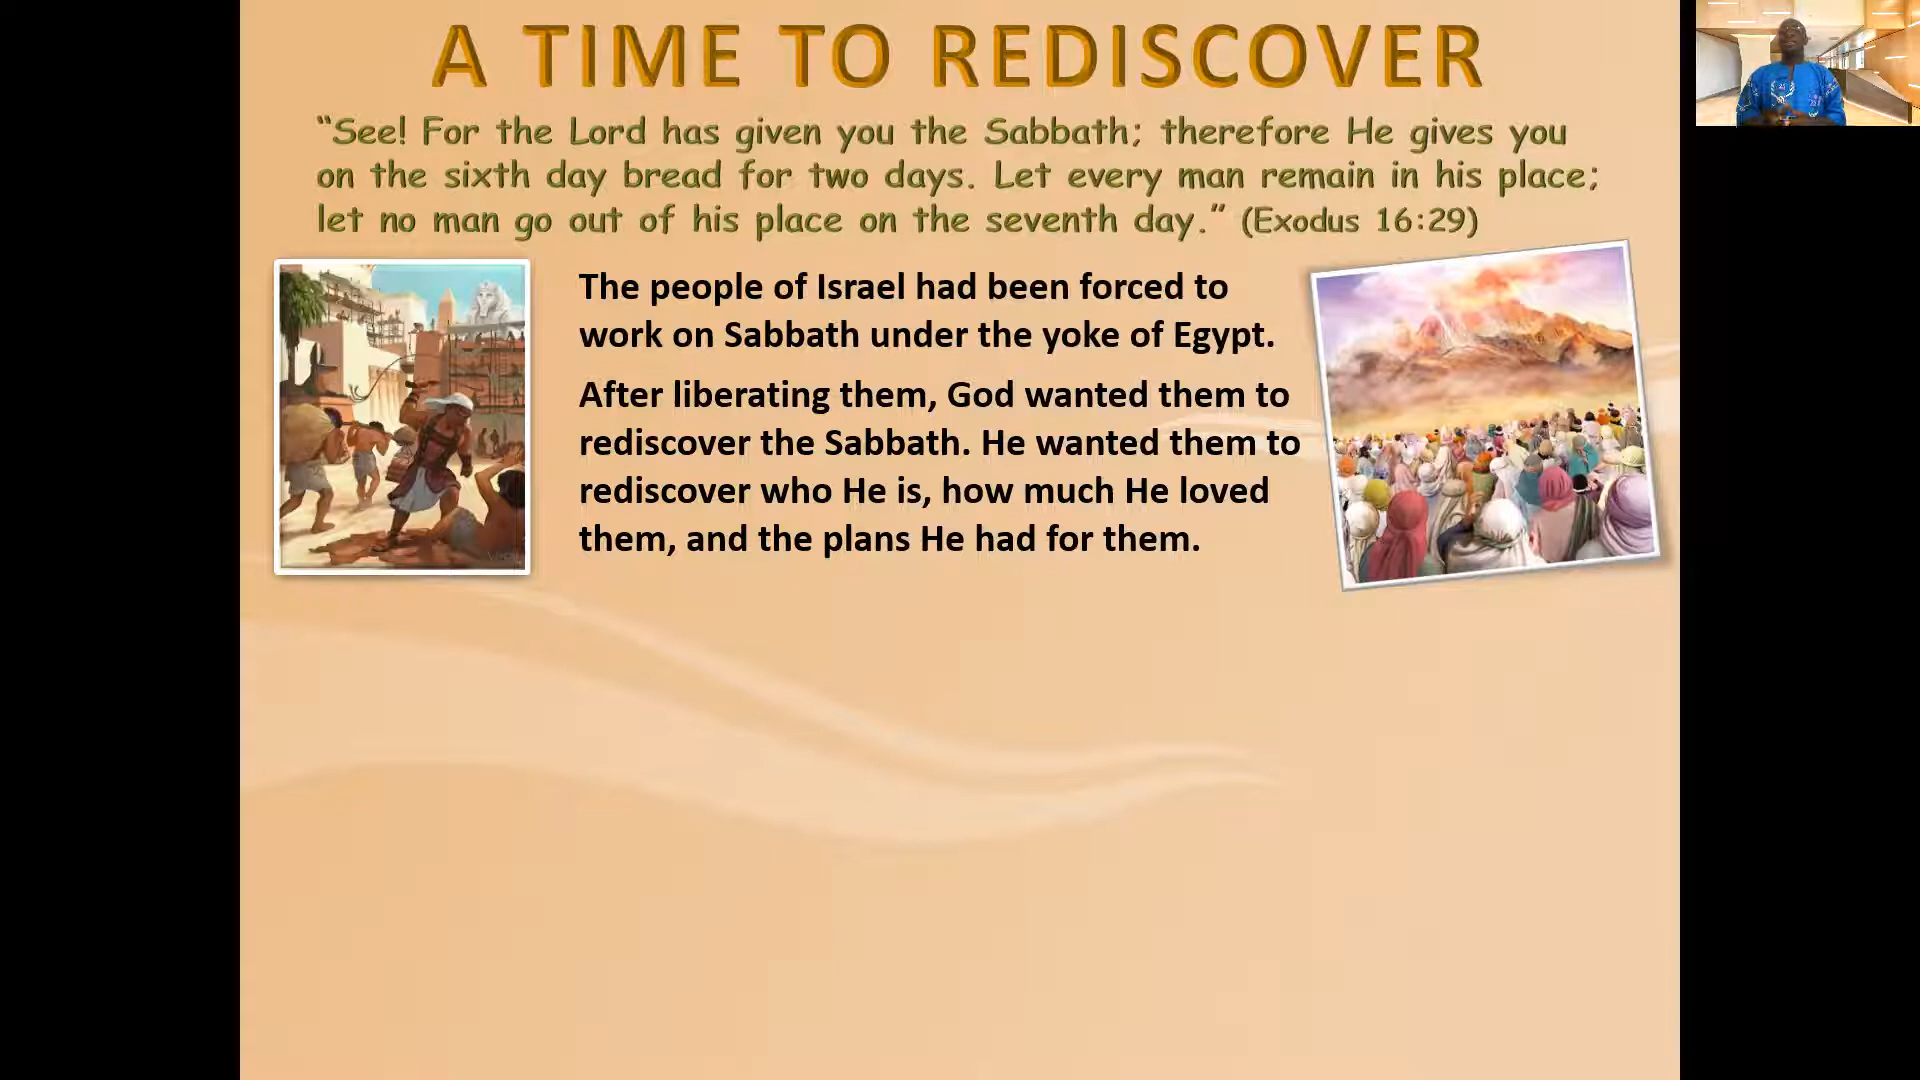 A TIME TO REDISCOVER
“See! For the Lord has given you the Sabbath; therefore He gives you
on the sixth day bread for two days. Let every man remain in his place;
let no man go out of his place on the seventh day.” (Exodus 16:29)
The people of Israel had been forced to
work on Sabbath under the yoke of Egypt.
After liberating them, God wanted them to
rediscover the Sabbath. He wanted them to
rediscover who He is, how much He loved
them, and the plans He had for them.